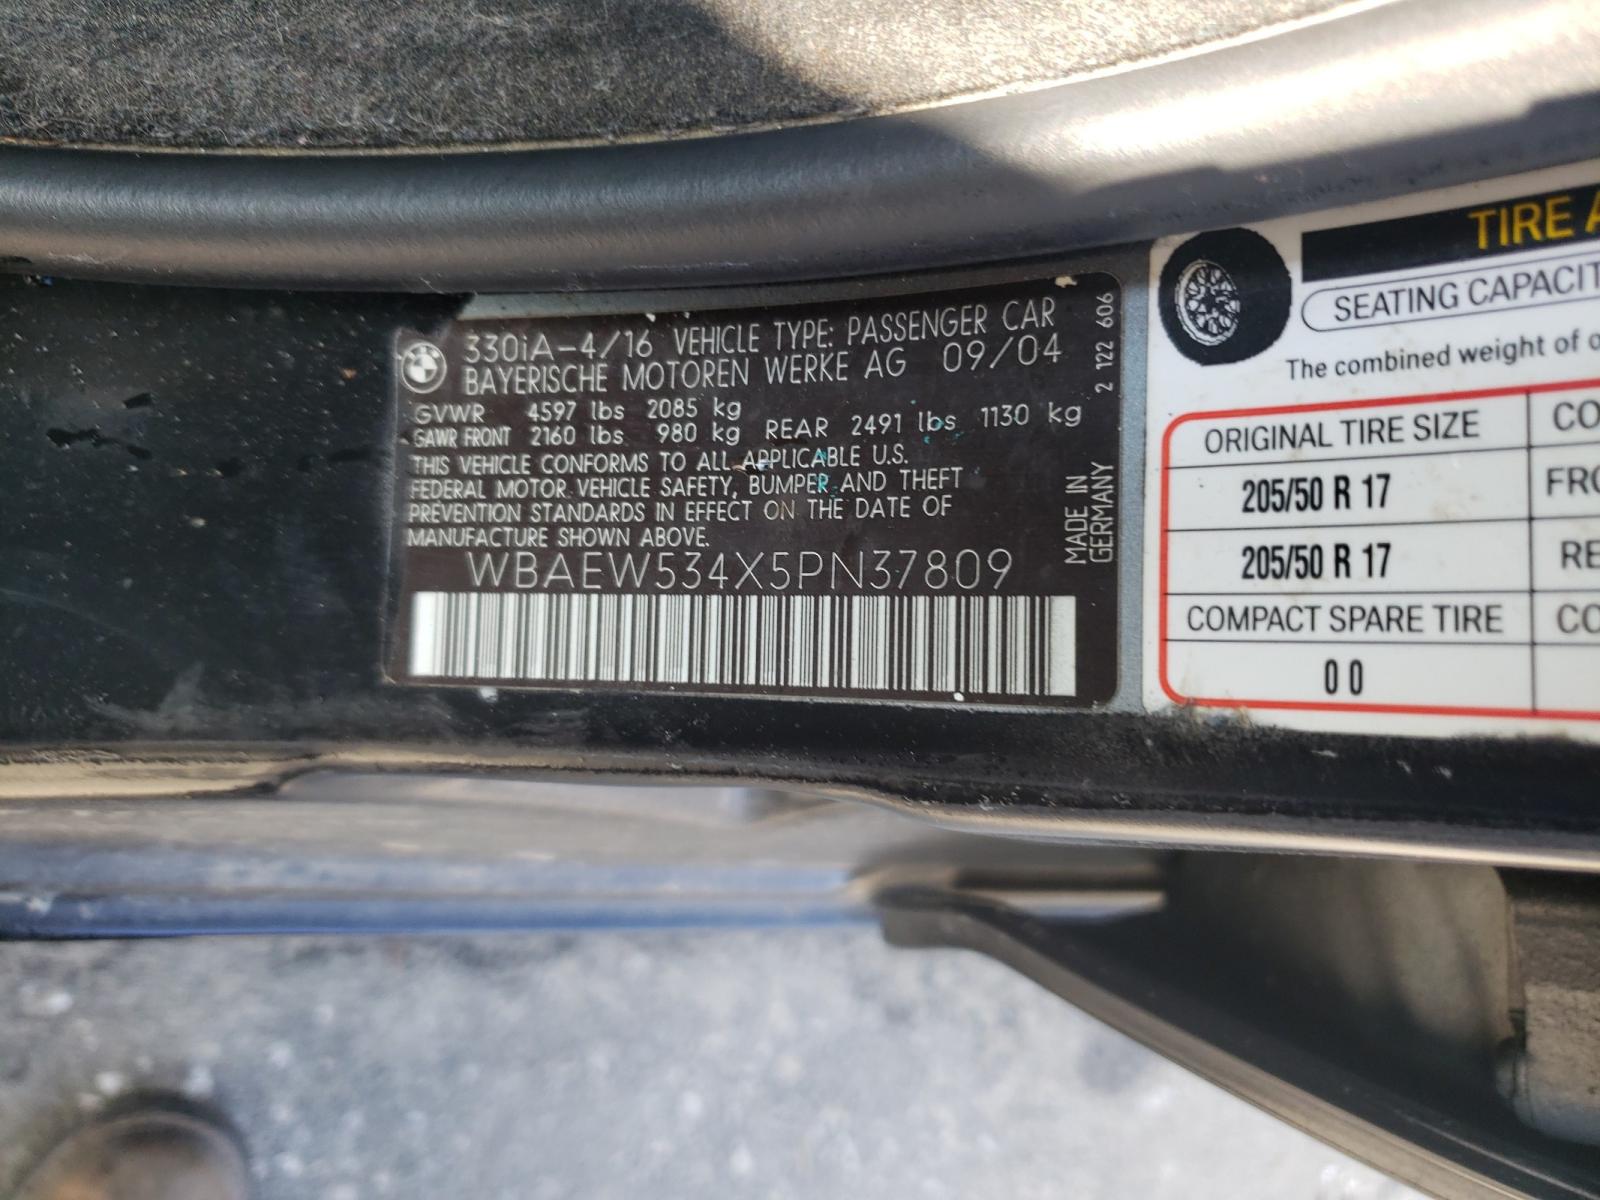 330iA-4/16 VEHICLE TYPE: PASSENGER CAR
BAYERISCHE MOTOREN WERKE AG 09/04
GVWR 4597 lbs 2085 kg
GAWR FRONT 2160 lbs 980 kg REAR 2491 lbs 1130 kg
THIS VEHICLE CONFORMS TO ALL APPLICABLE U.S.
FEDERAL MOTOR VEHICLE SAFETY, BUMPER AND THEFT
PREVENTION STANDARDS IN EFFECT ON THE DATE OF
MANUFACTURE SHOWN ABOVE.
WBAEW534X5PN37809
2 122 606
MADE IN
GERMANY
TIRE A
SEATING CAPACIT
The combined weight of o
ORIGINAL TIRE SIZE CO
205/50 R 17 FRO
205/50 R 17 RE
COMPACT SPARE TIRE CO
0 0